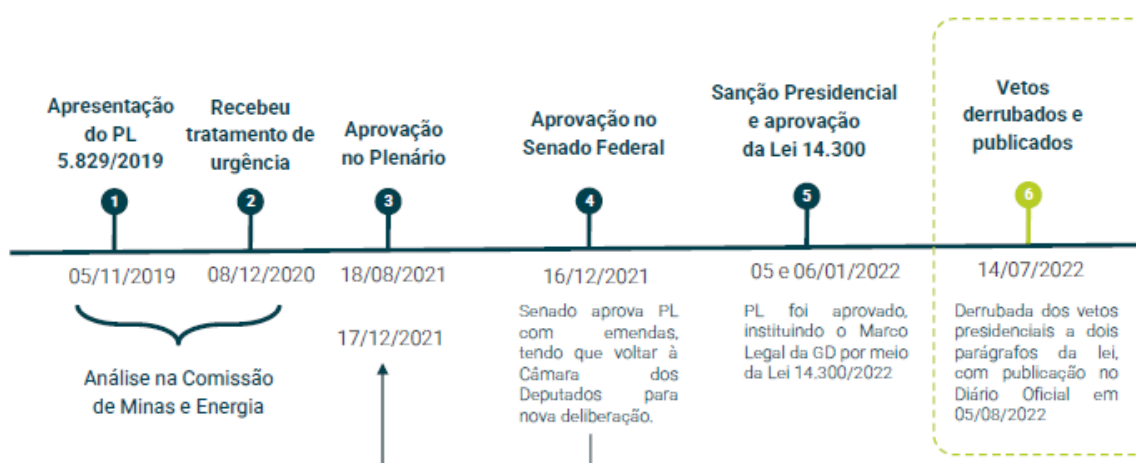 Apresentação
do PL
5.829/2019
1
05/11/2019
Recebeu
tratamento de
urgência
2
08/12/2020
Análise na Comissão
de Minas e Energia
Aprovação
no Plenário
3
18/08/2021
17/12/2021
Aprovação no
Senado Federal
4
16/12/2021
Senado aprova PL
com emendas,
tendo que voltar à
Câmara dos
Deputados para
nova deliberação.
Sanção Presidencial
e aprovação
da Lei 14.300
5
05 e 06/01/2022
PL foi aprovado,
instituindo o Marco
Legal da GD por meio
da Lei 14.300/2022
Vetos
derrubados e
publicados
6
14/07/2022
Derrubada dos vetos
presidenciais a dois
parágrafos da lei,
com publicação no
Diário Oficial em
05/08/2022